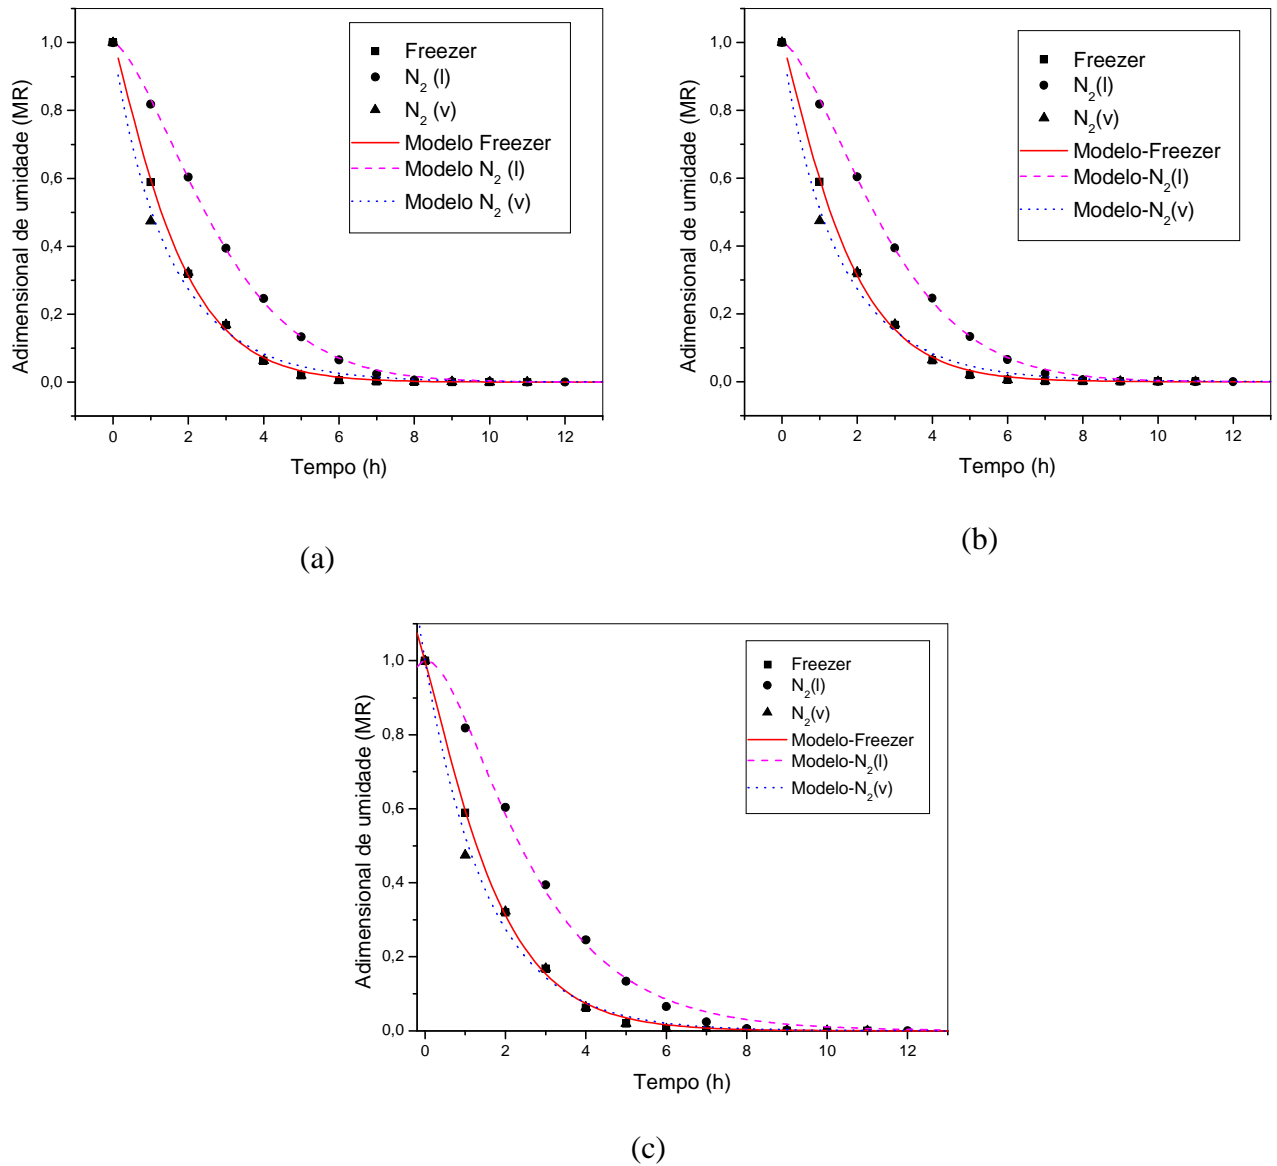 1,0
0,8
0,6
0,4
0,2
0,0
0 2 4 6 8 10 12
Adimensional de umidade (MR)
Tempo (h)
Freezer
N2 (l)
N2 (v)
Modelo Freezer
Modelo N2 (l)
Modelo N2 (v)
(a)
1,0
0,8
0,6
0,4
0,2
0,0
0 2 4 6 8 10 12
Adimensional de umidade (MR)
Tempo (h)
Freezer
N2(l)
N2(v)
Modelo-Freezer
Modelo-N2(l)
Modelo-N2(v)
(b)
1,0
0,8
0,6
0,4
0,2
0,0
0 2 4 6 8 10 12
Adimensional de umidade (MR)
Tempo (h)
Freezer
N2(l)
N2(v)
Modelo-Freezer
Modelo-N2(l)
Modelo-N2(v)
(c)